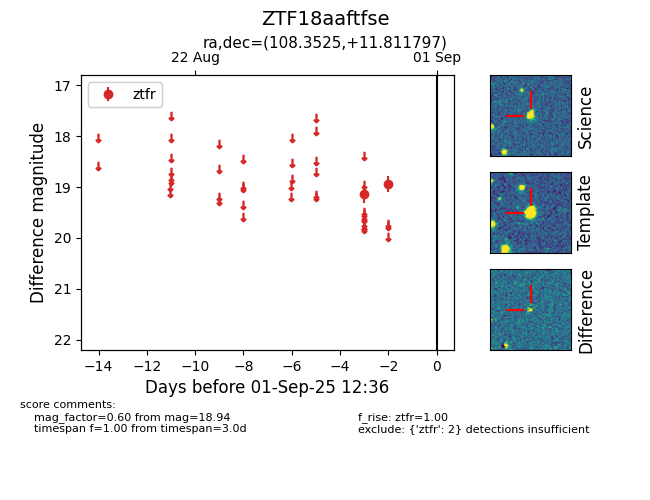 ZTF18aaftfse
ra,dec=(108.3525,+11.811797)
22 Aug
01 Sep
ztfr
17
18
19
20
21
22
Difference magnitude
−14
−12
−10
−8
−6
−4
−2
0
Days before 01-Sep-25 12:36
Science
Template
Difference
score comments:
mag_factor=0.60 from mag=18.94
timespan f=1.00 from timespan=3.0d
f_rise: ztfr=1.00
exclude: {'ztfr': 2} detections insufficient